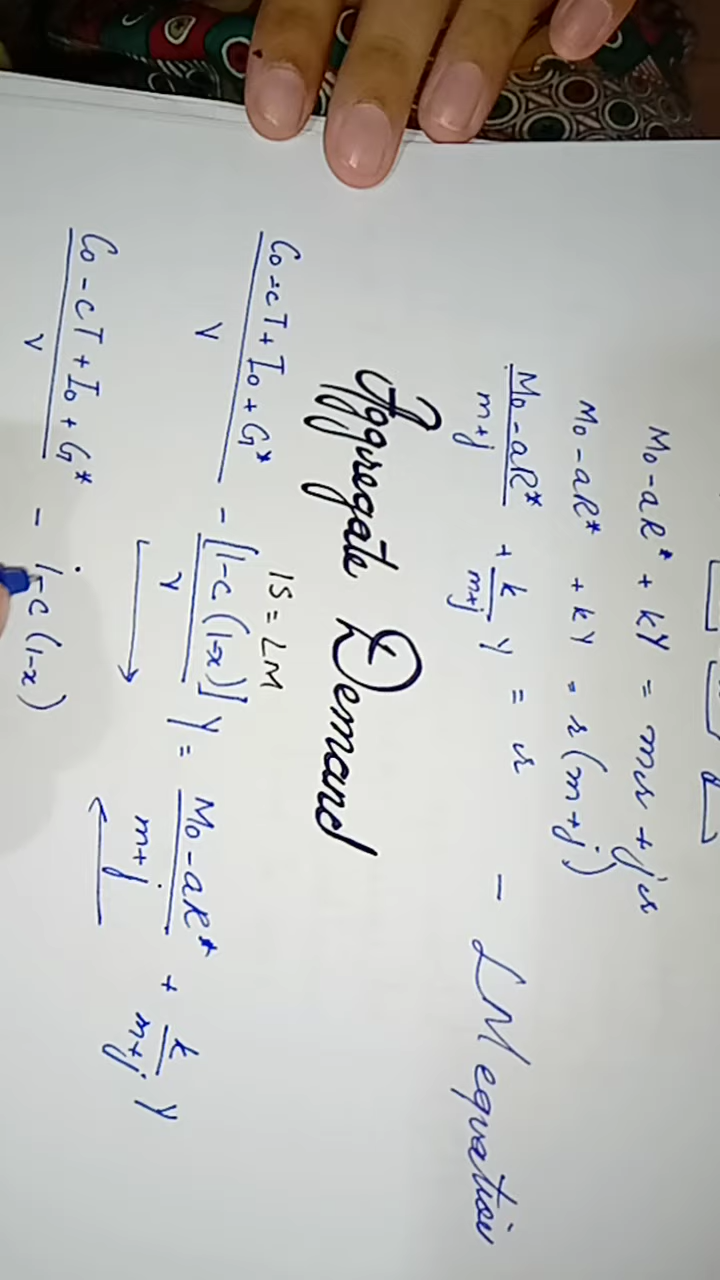 M₀ - aR* + kY = mr + jr
M₀ - aR* + kY = r(m+j)
M₀ - aR*/m+j + k/m+j Y = r - LM equation
Aggregate Demand
IS = LM
C₀ - cT + I₀ + G*/v - [1-c(1-x)]/v Y = M₀ - aR*/m+j + k/m+j Y
C₀ - cT + I₀ + G*/v - 1-c(1-x)